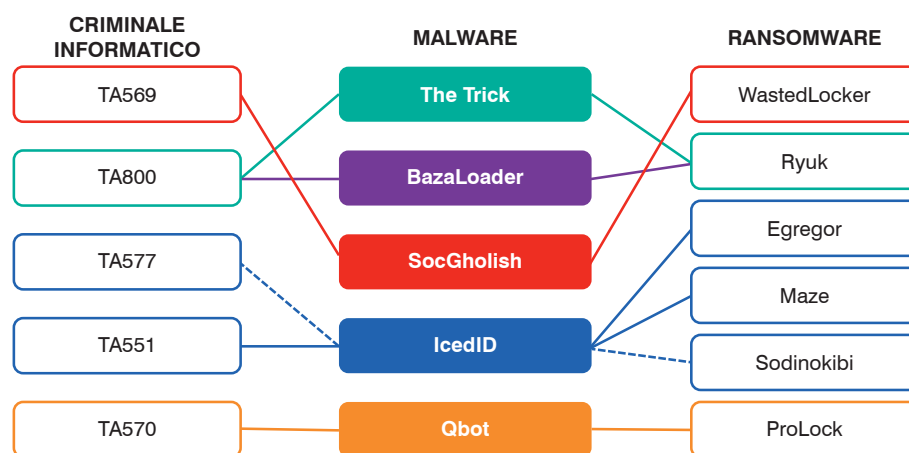 CRIMINALE
INFORMATICO
MALWARE
RANSOMWARE
TA569
The Trick
WastedLocker
TA800
BazaLoader
Ryuk
TA577
SocGholish
Egregor
Maze
TA551
IcedID
Sodinokibi
TA570
Qbot
ProLock